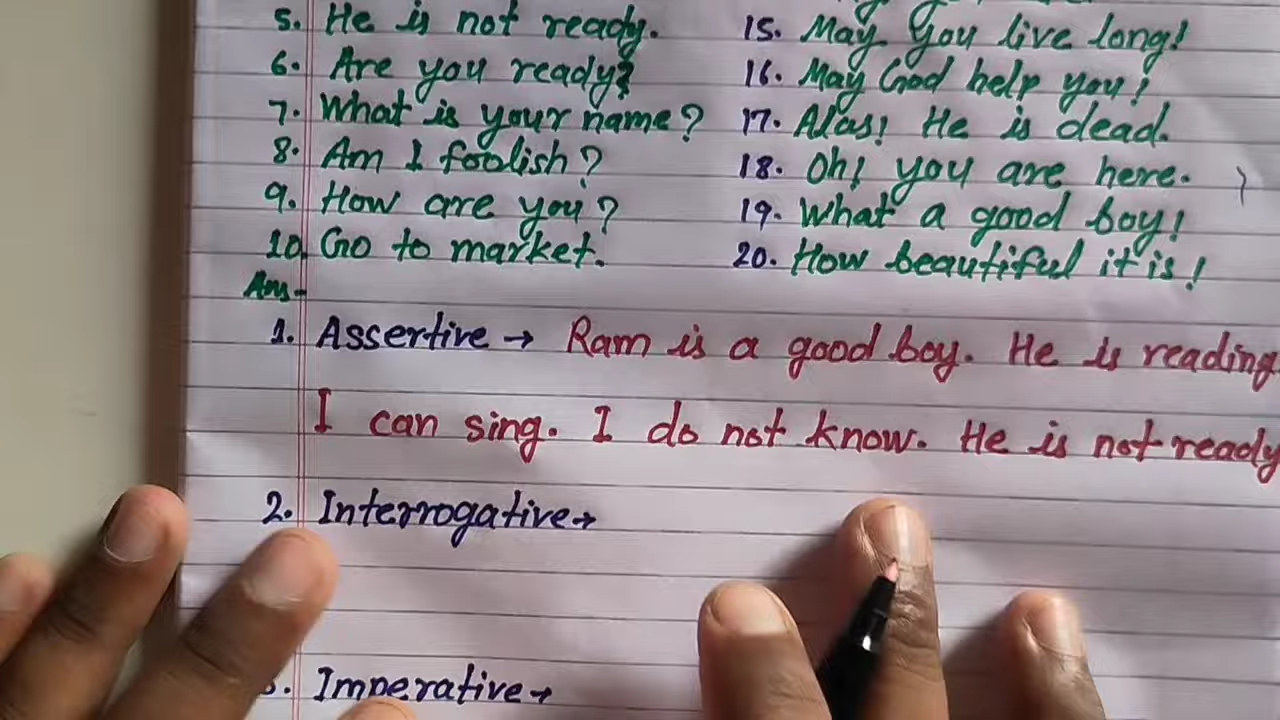 5. He is not ready.
6. Are you ready?
7. What is your name?
8. Am I foolish?
9. How are you?
10. Go to market.
15. May you live long!
16. May God help you!
17. Alas! He is dead.
18. Oh! you are here.
19. What a good boy!
20. How beautiful it is!
Ans-
1. Assertive → Ram is a good boy. He is reading.
I can sing. I do not know. He is not ready
2. Interrogative →
3. Imperative →